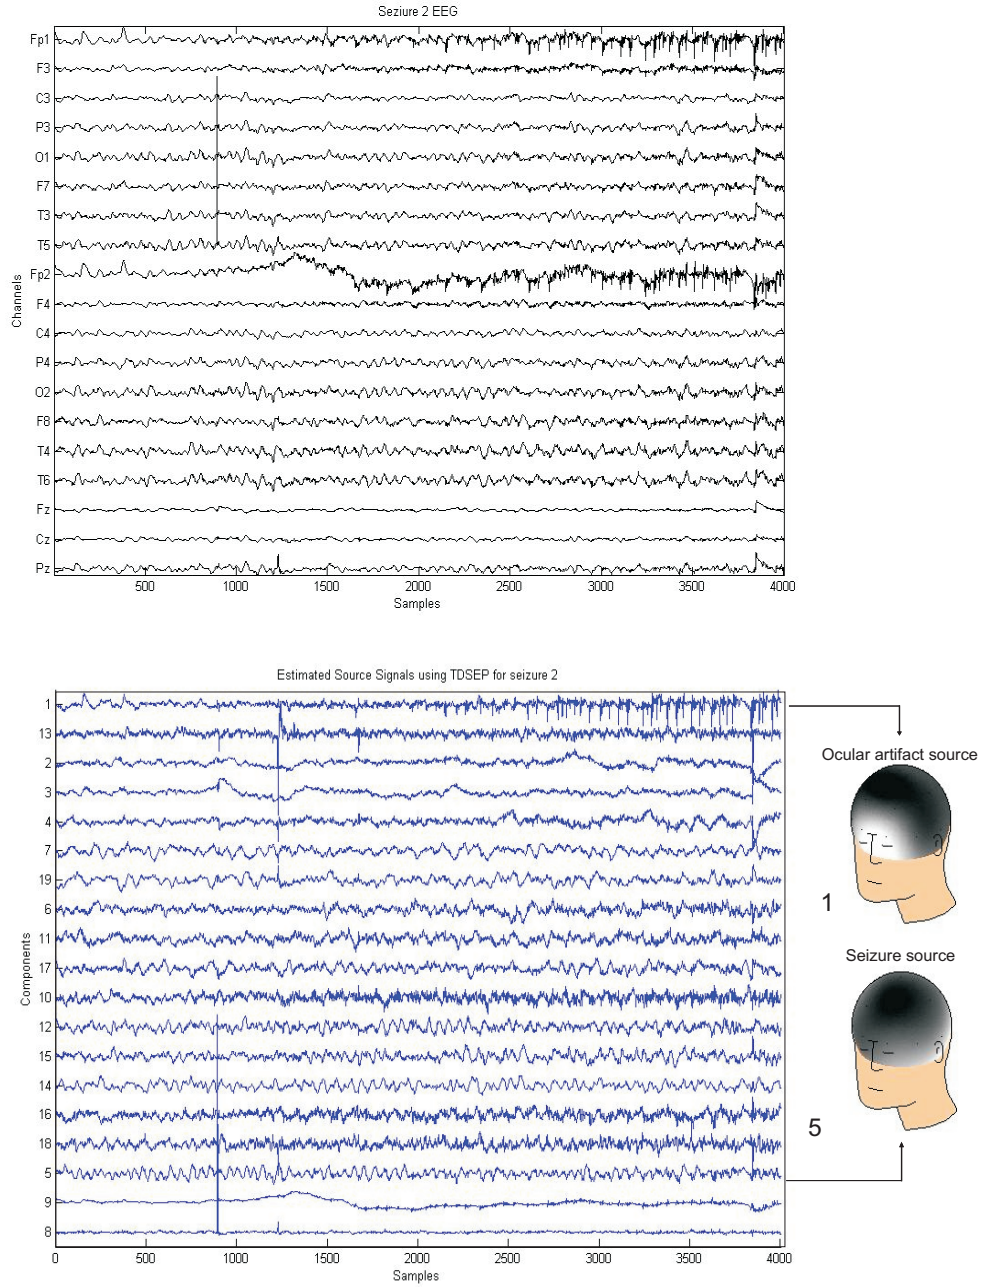 Seziure 2 EEG
Fp1
F3
C3
P3
O1
F7
T3
T5
Fp2
F4
C4
P4
O2
F8
T4
T6
Fz
Cz
Pz
Channels
500 1000 1500 2000 2500 3000 3500 4000
Samples
Estimated Source Signals using TDSEP for seizure 2
1
13
2
3
4
7
19
6
11
17
10
12
15
14
16
18
5
9
8
Components
0 500 1000 1500 2000 2500 3000 3500 4000
Samples
Ocular artifact source
1
Seizure source
5